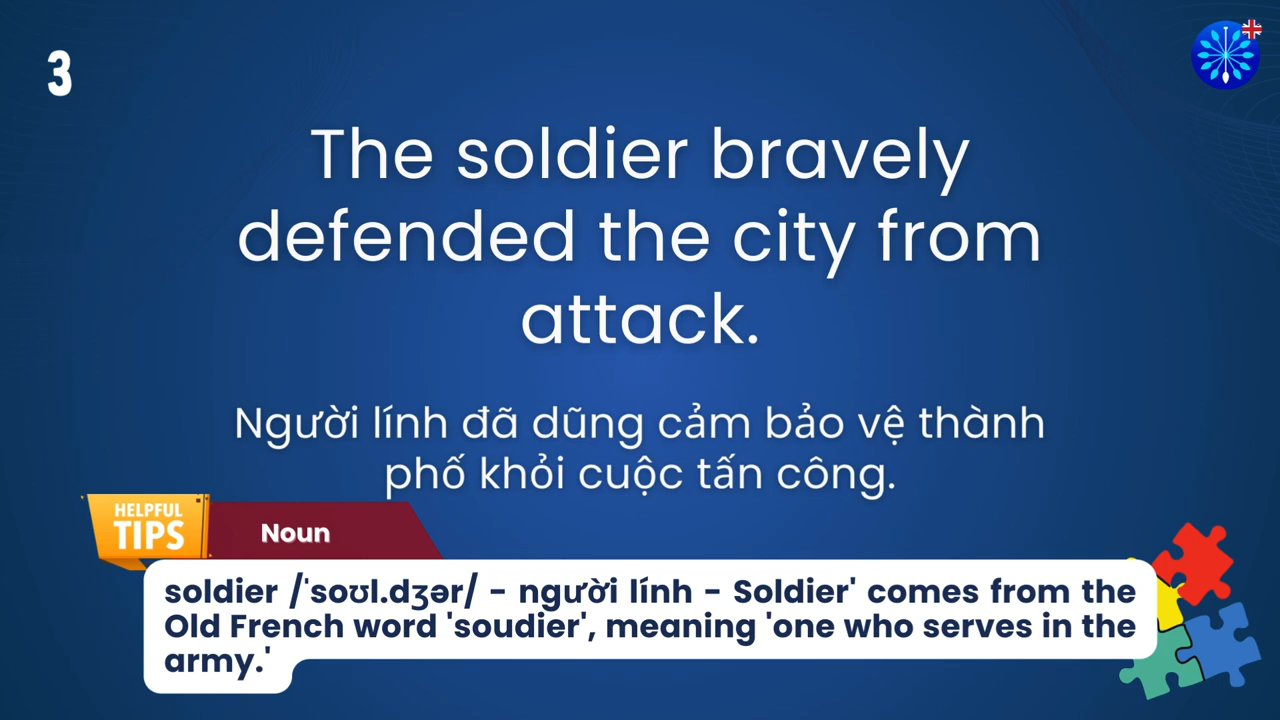 3
The soldier bravely
defended the city from
attack.
Người lính đã dũng cảm bảo vệ thành
phố khỏi cuộc tấn công.
HELPFUL
TIPS
Noun
soldier /ˈsoʊl.dʒər/ - người lính - Soldier' comes from the
Old French word 'soudier', meaning 'one who serves in the
army.'